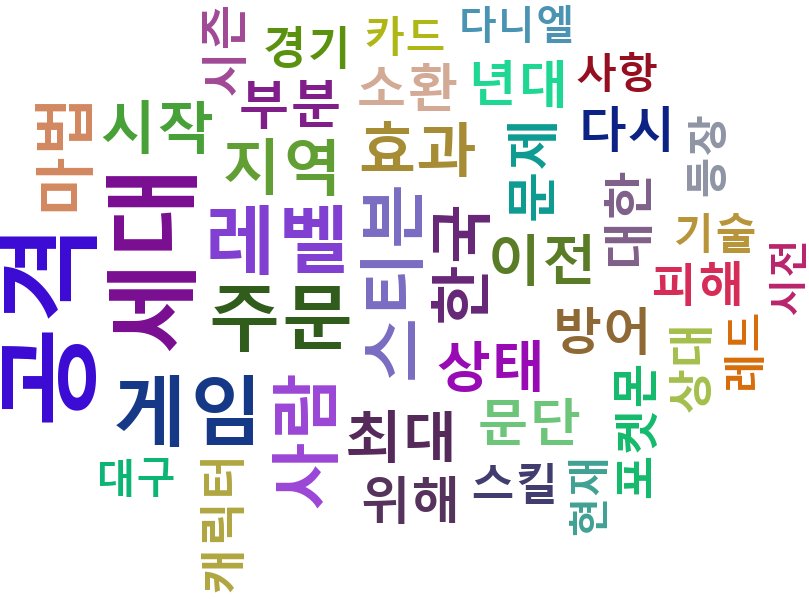 시즌
경기
카드
다니엘
마법
시작
부분
소환
년대
사항
지역
효과
문제
다시
등장
공격
세대
레벨
스티븐
한국
이전
대한
기술
주문
피해
시전
게임
사람
상태
방어
상대
레드
최대
문단
포켓몬
대구
캐릭터
위해
스킬
현재